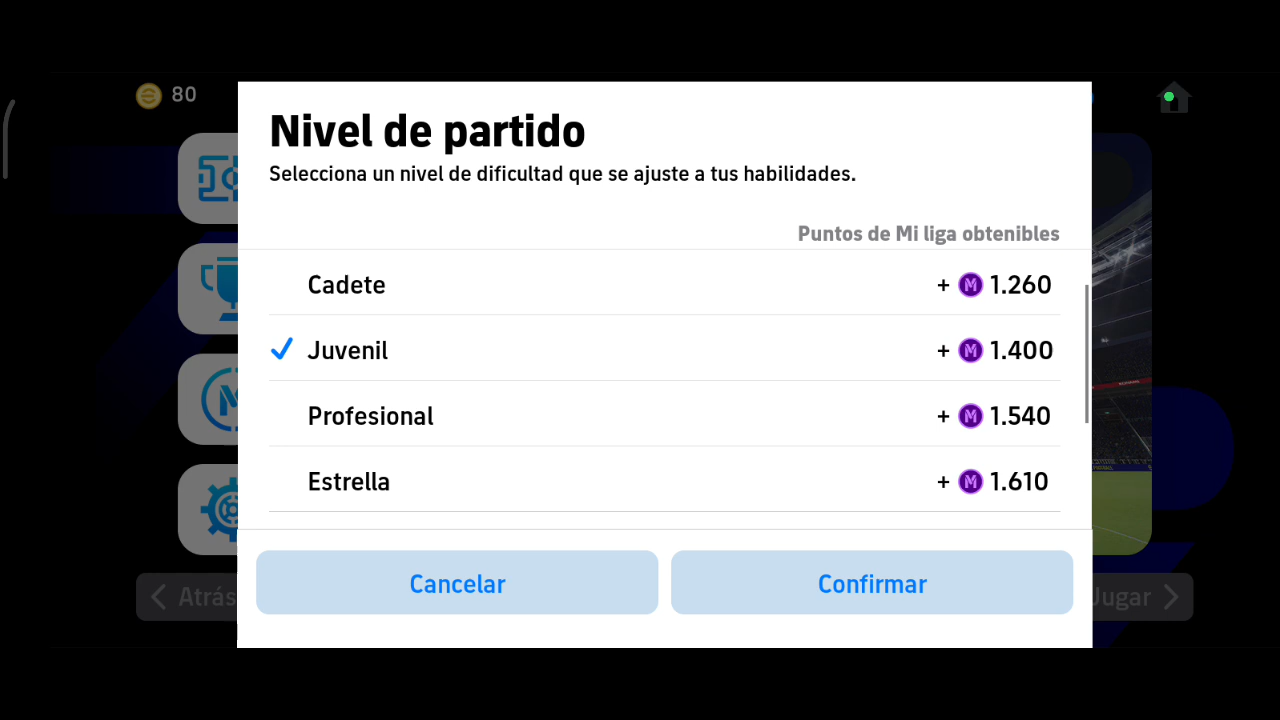 80
Nivel de partido
Selecciona un nivel de dificultad que se ajuste a tus habilidades.
Puntos de Mi liga obtenibles
Cadete + M 1.260
Juvenil + M 1.400
Profesional + M 1.540
Estrella + M 1.610
Cancelar Confirmar
Atrás Jugar